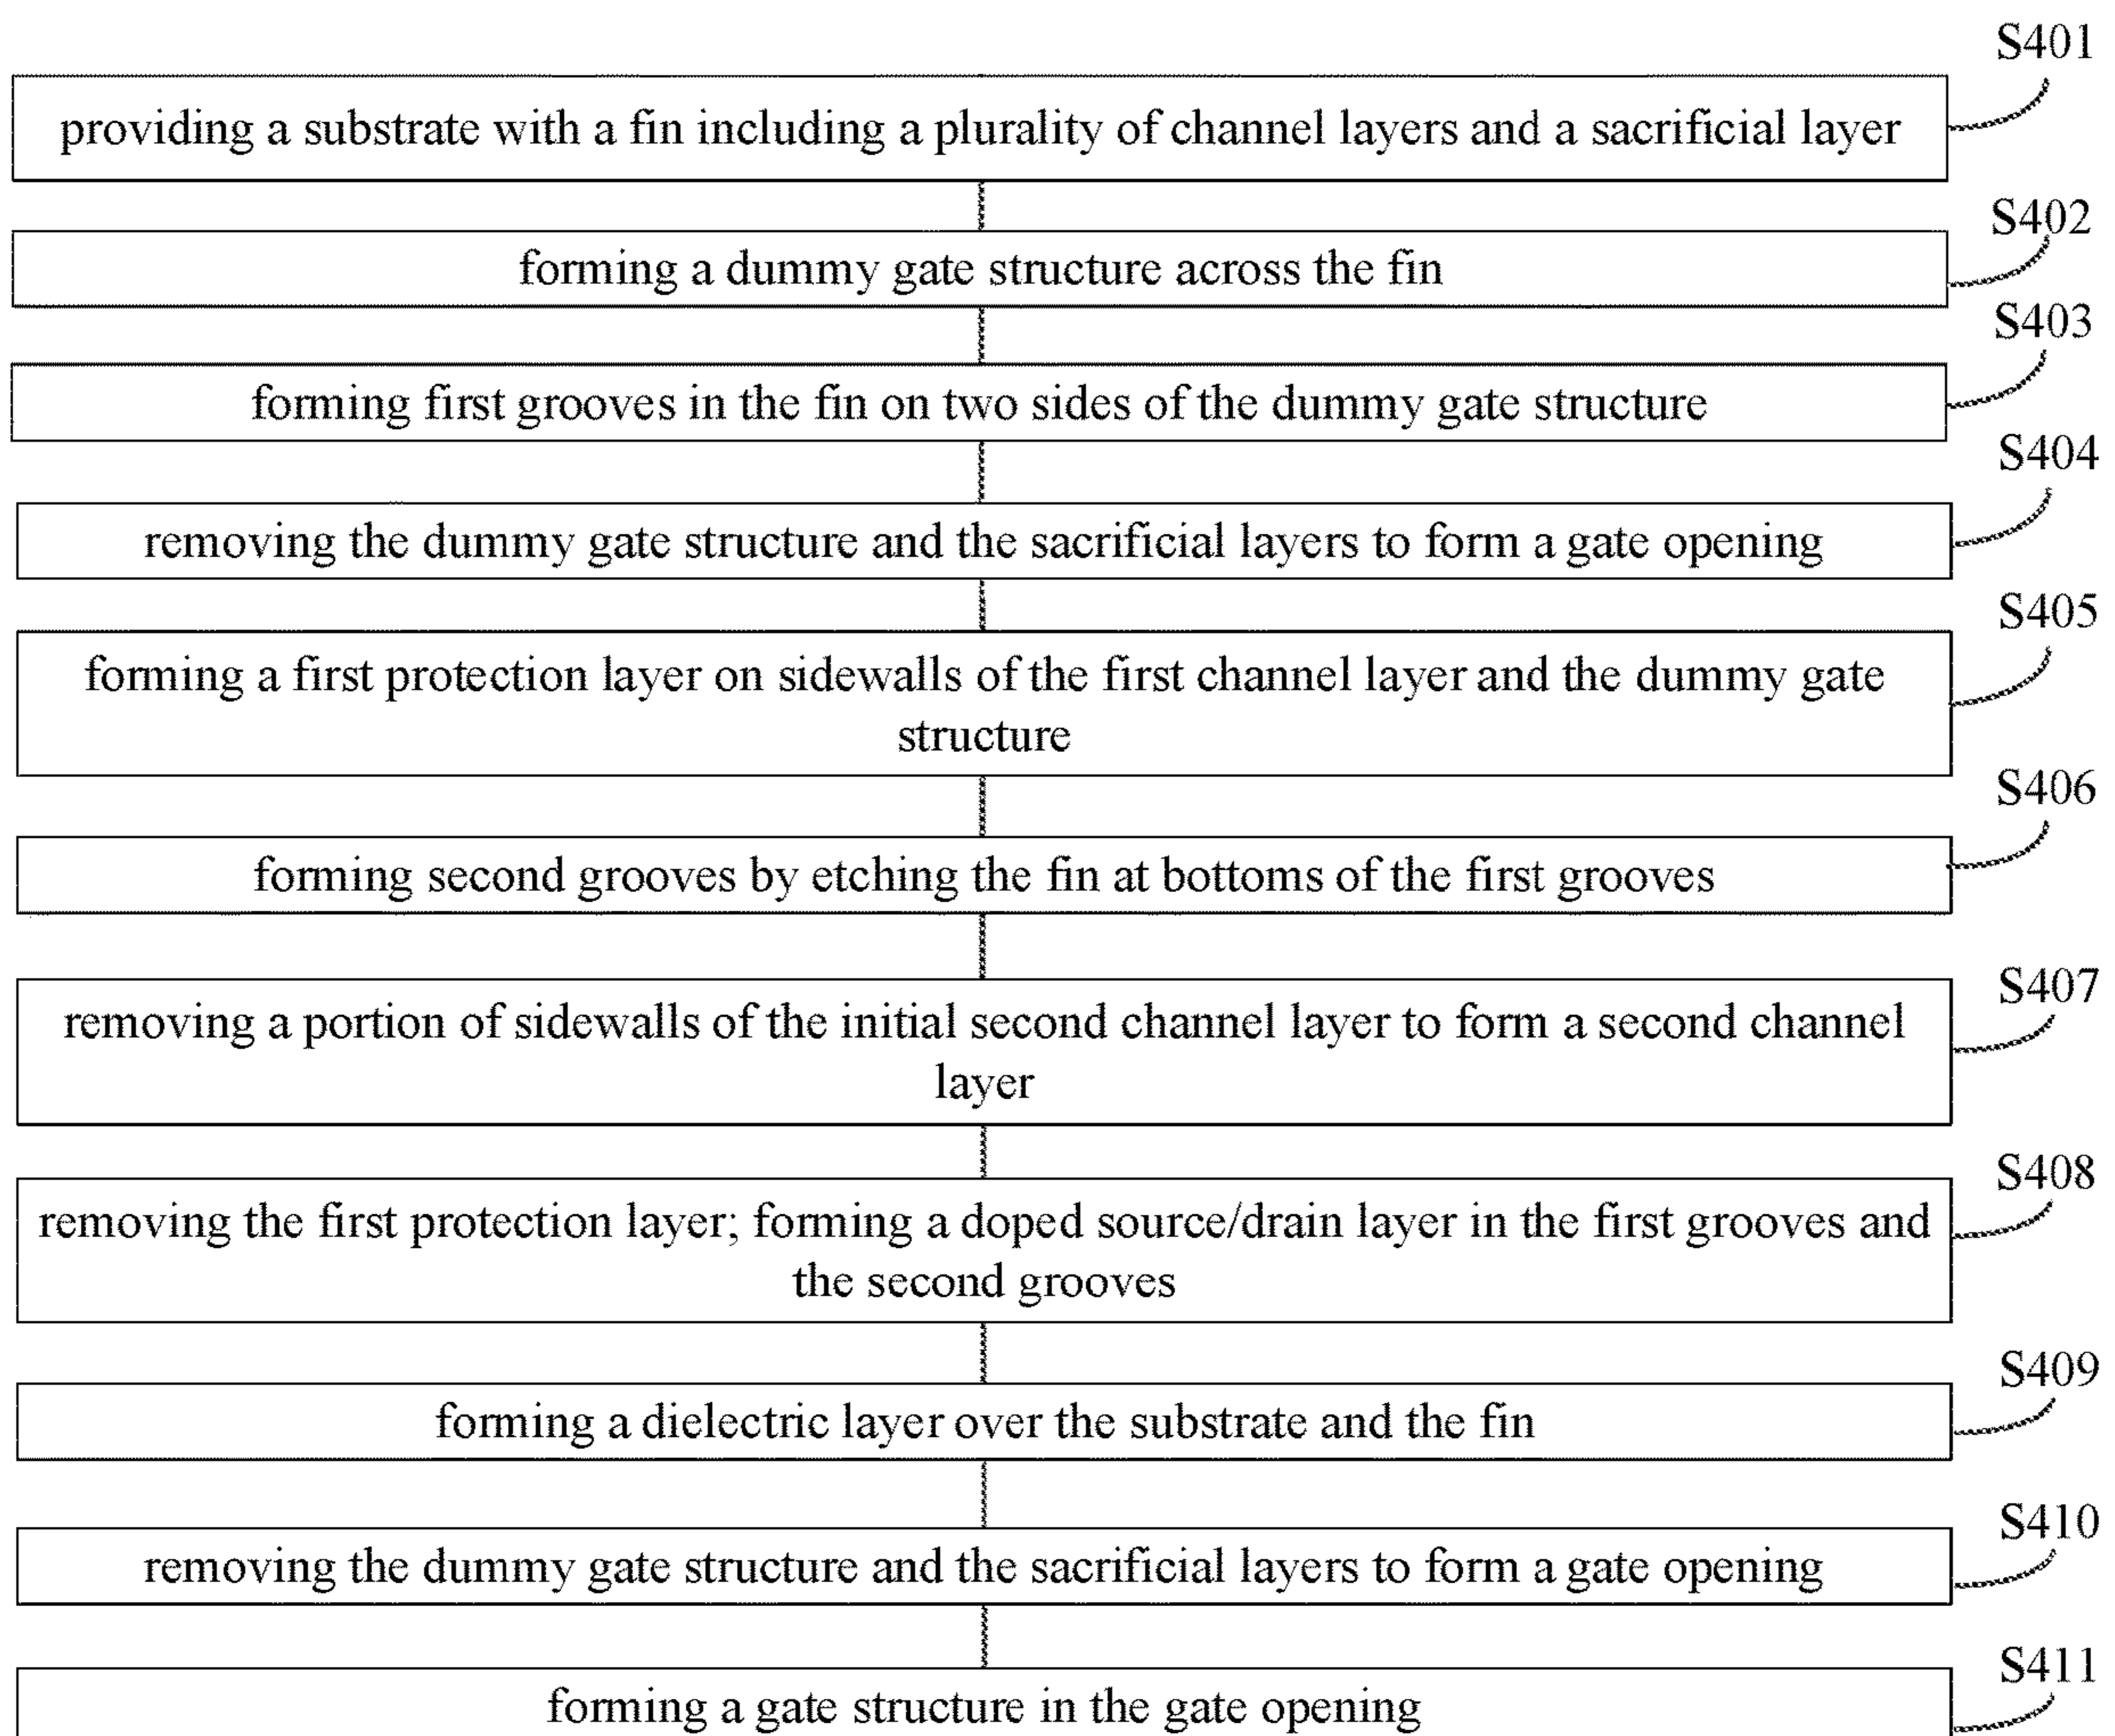 S401
providing a substrate with a fin including a plurality of channel layers and a sacrificial layer
S402
forming a dummy gate structure across the fin
S403
forming first grooves in the fin on two sides of the dummy gate structure
S404
removing the dummy gate structure and the sacrificial layers to form a gate opening
S405
forming a first protection layer on sidewalls of the first channel layer and the dummy gate
structure
S406
forming second grooves by etching the fin at bottoms of the first grooves
S407
removing a portion of sidewalls of the initial second channel layer to form a second channel
layer
S408
removing the first protection layer; forming a doped source/drain layer in the first grooves and
the second grooves
S409
forming a dielectric layer over the substrate and the fin
S410
removing the dummy gate structure and the sacrificial layers to form a gate opening
S411
forming a gate structure in the gate opening